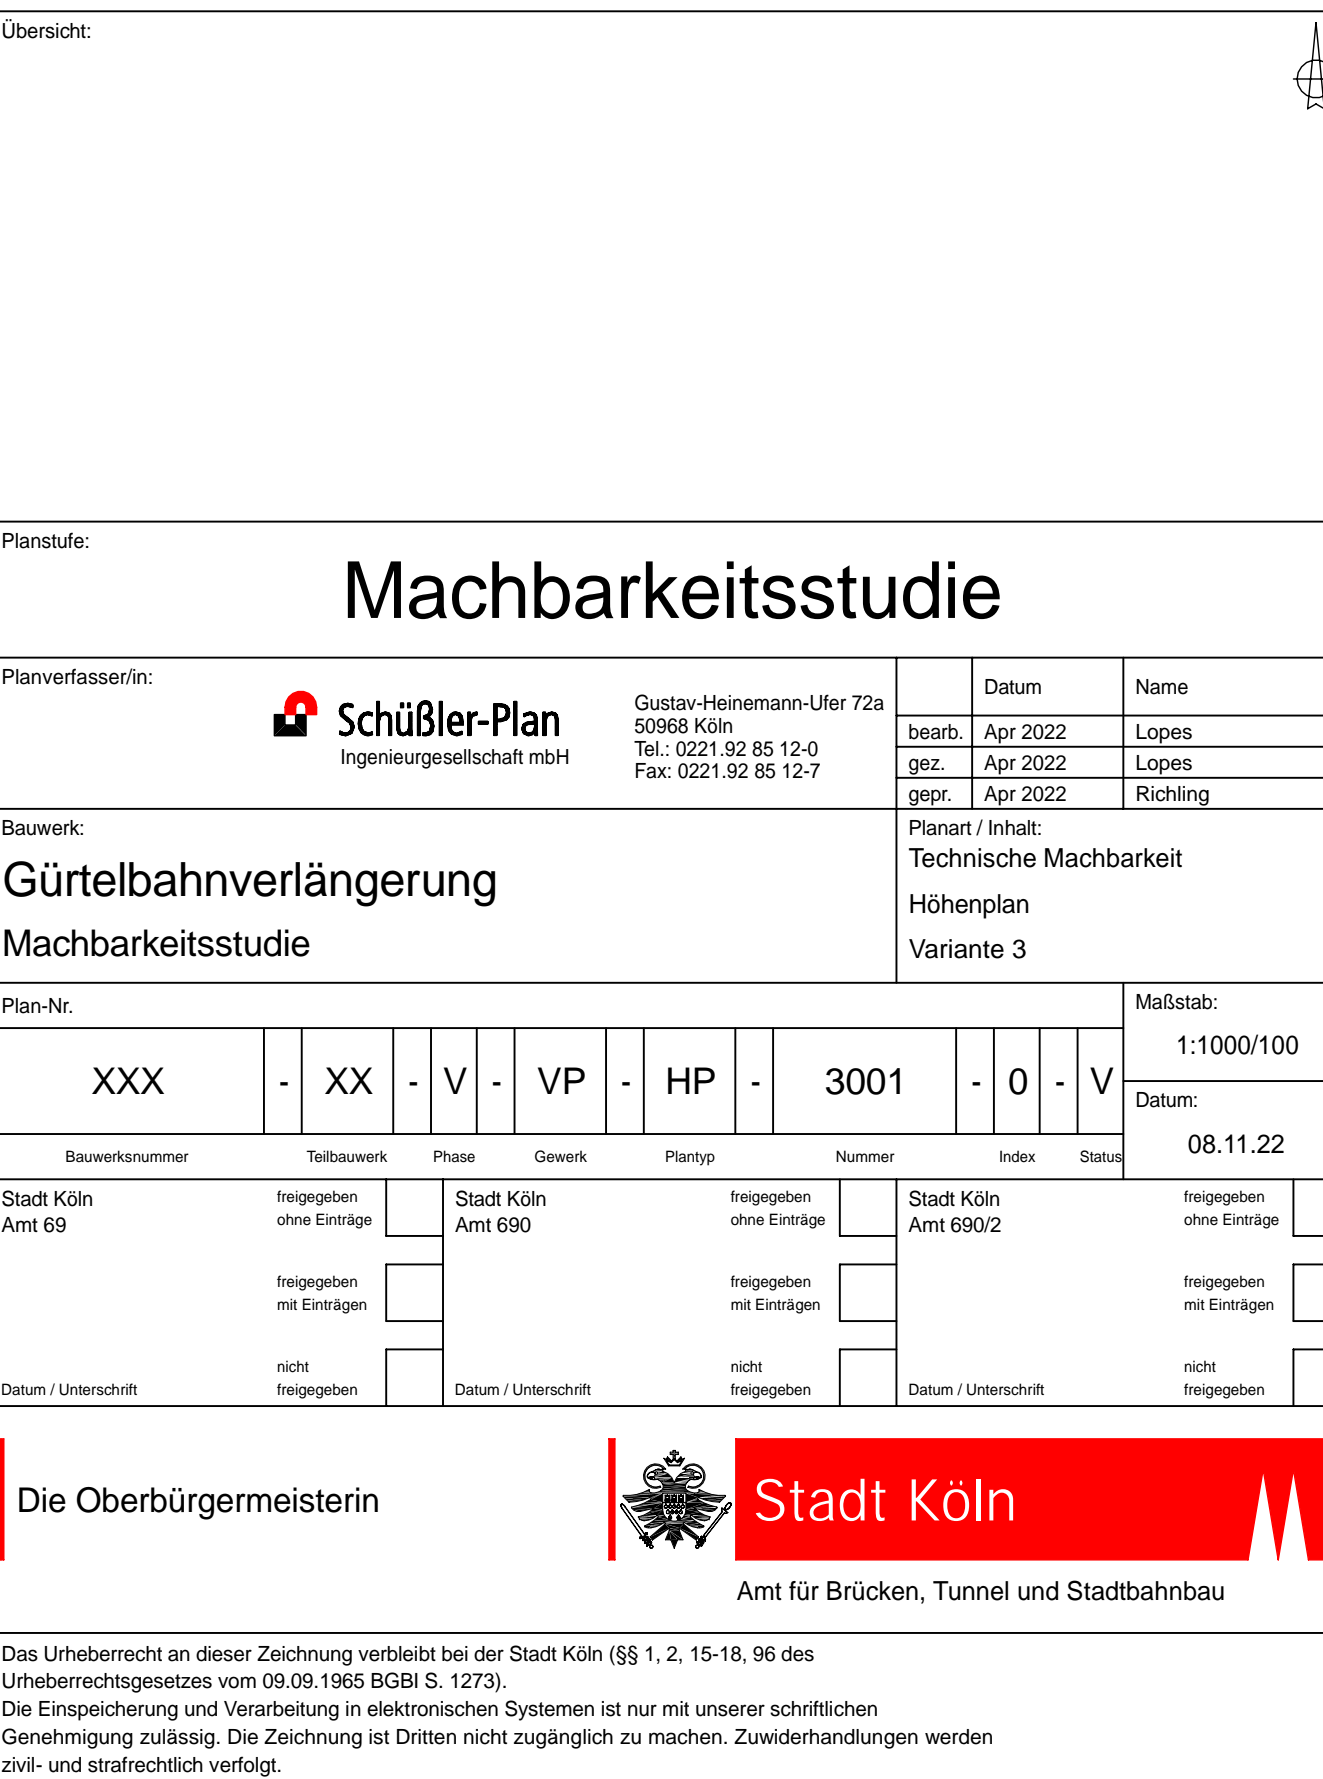 Übersicht:
Planstufe:
Machbarkeitsstudie
Planverfasser/in:
Schüßler-Plan
Ingenieurgesellschaft mbH
Gustav-Heinemann-Ufer 72a
50968 Köln
Tel.: 0221.92 85 12-0
Fax: 0221.92 85 12-7
Datum Name
bearb. Apr 2022 Lopes
gez. Apr 2022 Lopes
gepr. Apr 2022 Richling
Bauwerk:
Gürtelbahnverlängerung
Machbarkeitsstudie
Planart / Inhalt:
Technische Machbarkeit
Höhenplan
Variante 3
Plan-Nr.
XXX - XX - V - VP - HP - 3001 - 0 - V
Bauwerksnummer Teilbauwerk Phase Gewerk Plantyp Nummer Index Status
Maßstab:
1:1000/100
Datum:
08.11.22
Stadt Köln
Amt 69
freigegeben
ohne Einträge
freigegeben
mit Einträgen
nicht
freigegeben
Datum / Unterschrift
Stadt Köln
Amt 690
freigegeben
ohne Einträge
freigegeben
mit Einträgen
nicht
freigegeben
Datum / Unterschrift
Stadt Köln
Amt 690/2
freigegeben
ohne Einträge
freigegeben
mit Einträgen
nicht
freigegeben
Datum / Unterschrift
Die Oberbürgermeisterin
Stadt Köln
Amt für Brücken, Tunnel und Stadtbahnbau
Das Urheberrecht an dieser Zeichnung verbleibt bei der Stadt Köln (§§ 1, 2, 15-18, 96 des
Urheberrechtsgesetzes vom 09.09.1965 BGBI S. 1273).
Die Einspeicherung und Verarbeitung in elektronischen Systemen ist nur mit unserer schriftlichen
Genehmigung zulässig. Die Zeichnung ist Dritten nicht zugänglich zu machen. Zuwiderhandlungen werden
zivil- und strafrechtlich verfolgt.